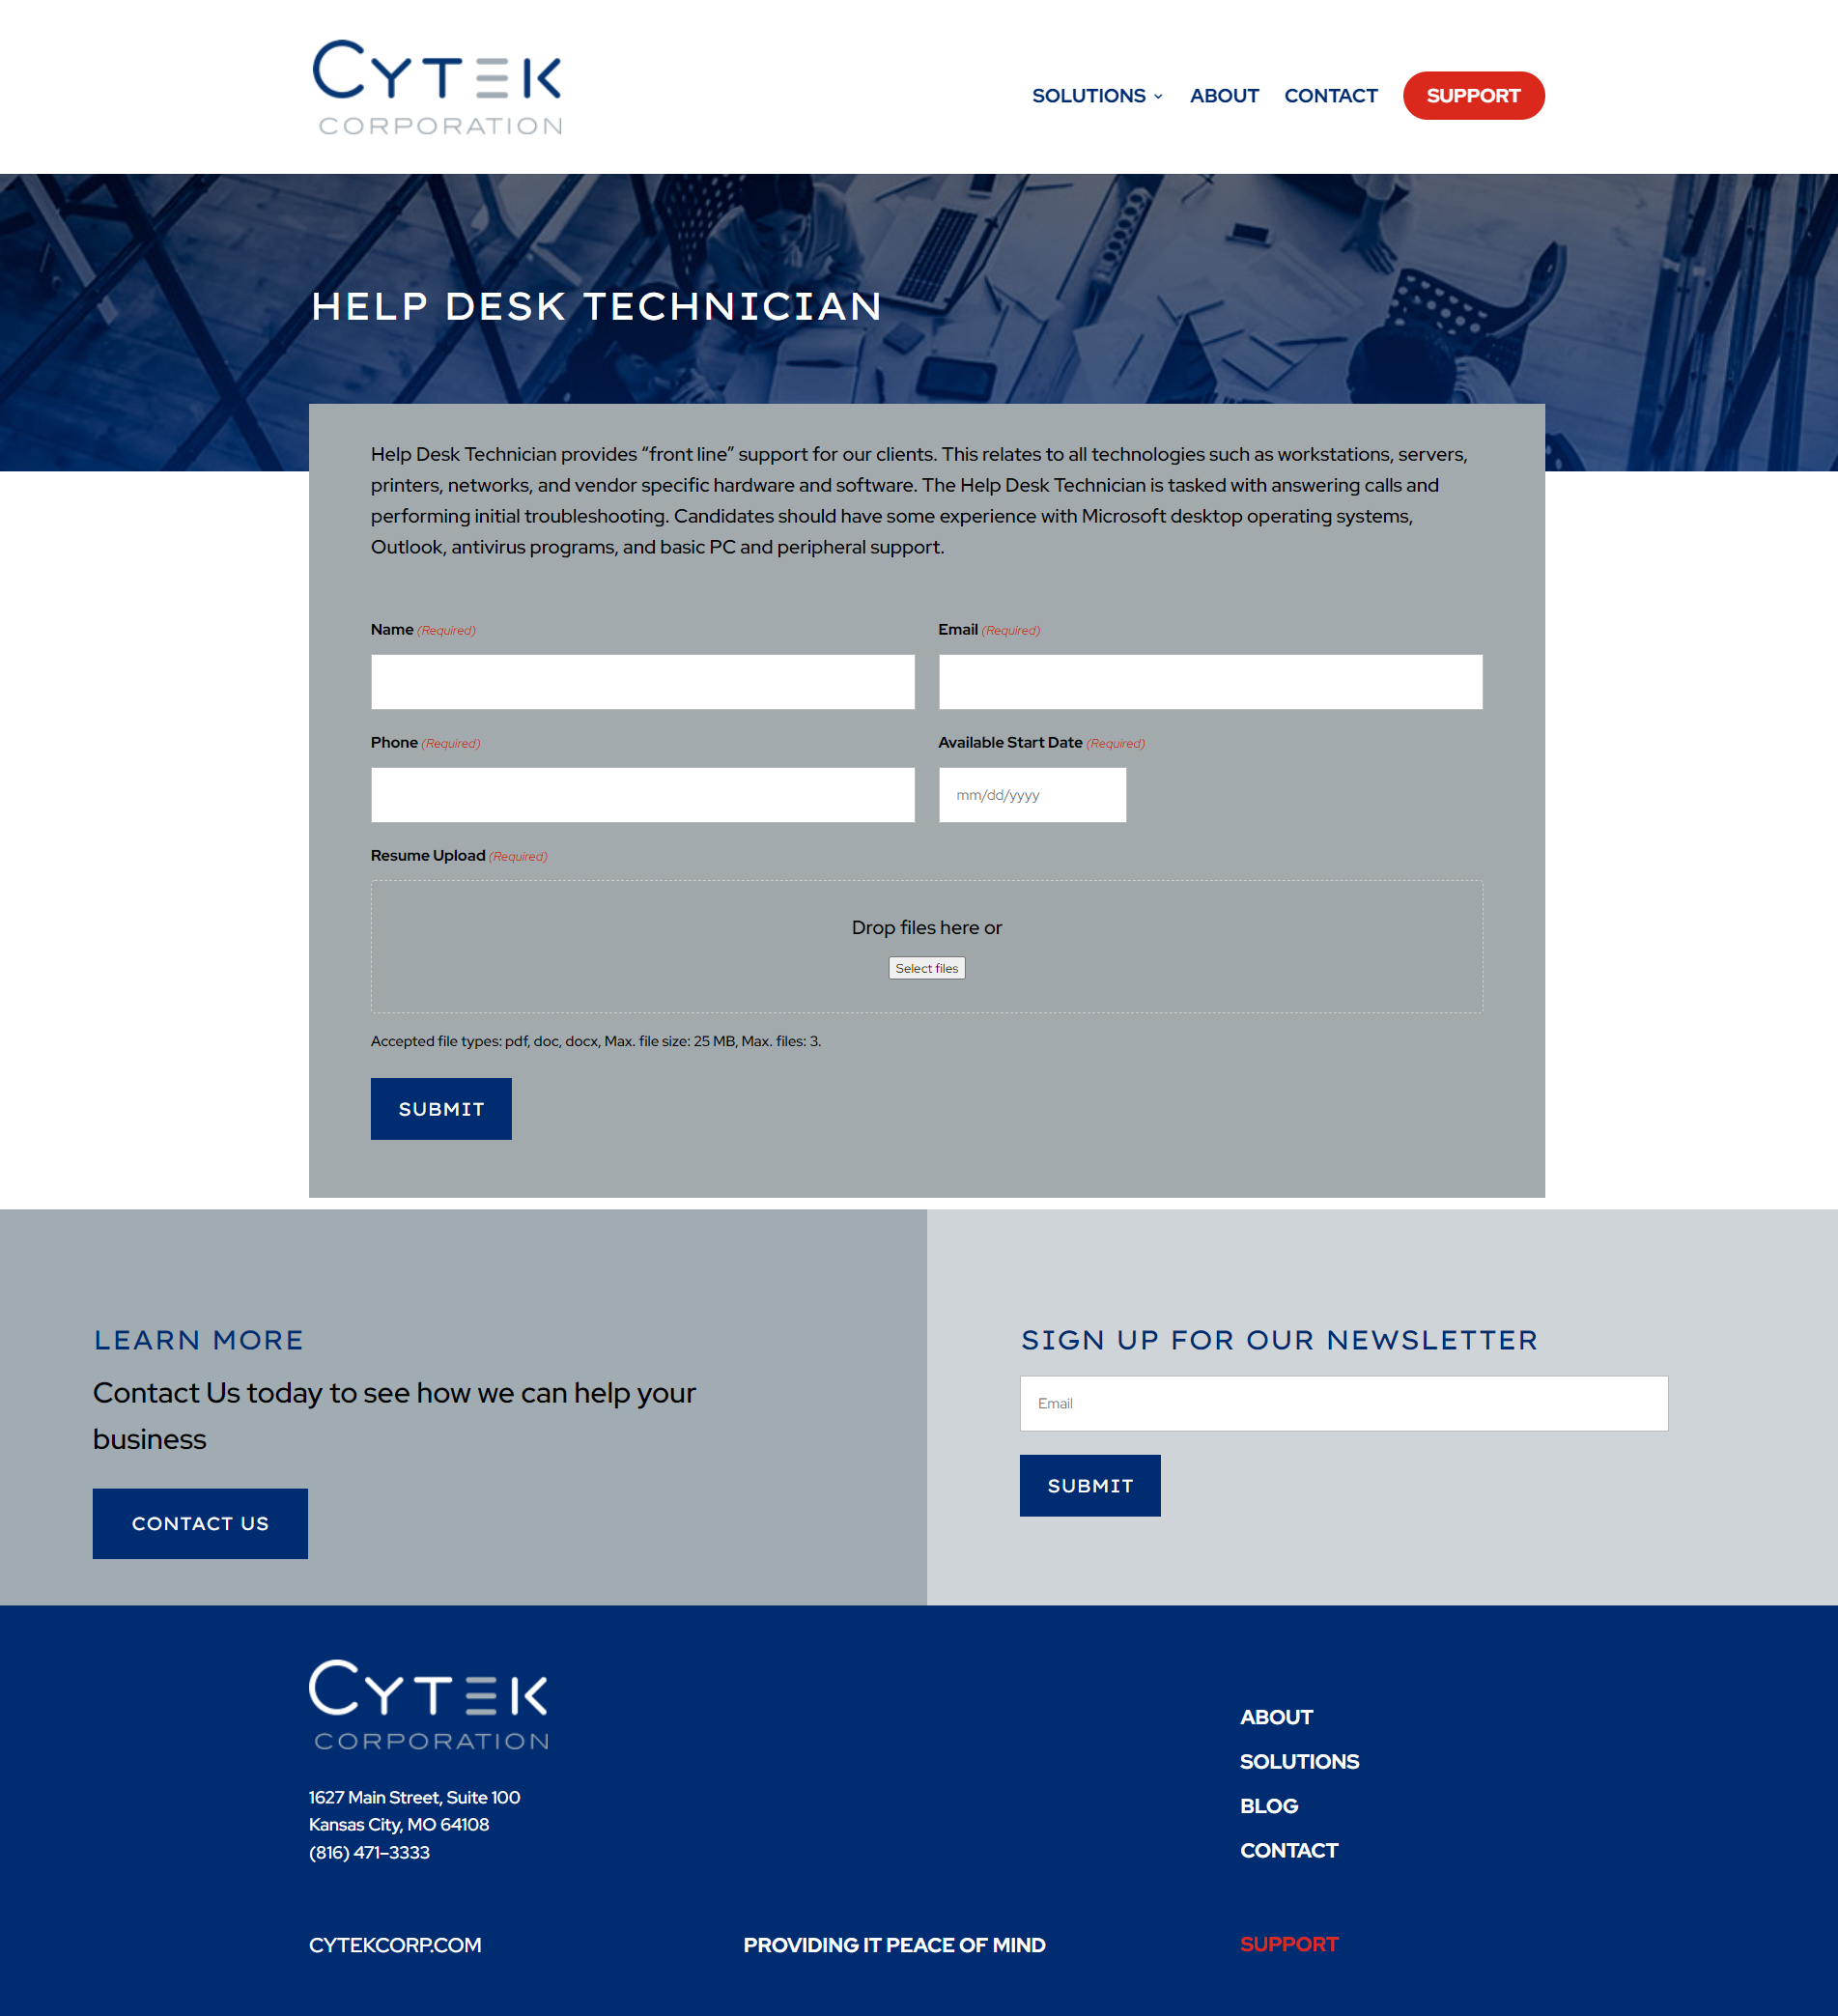 CYTEK
CORPORATION
SOLUTIONS
ABOUT
CONTACT
SUPPORT
HELP DESK TECHNICIAN
Help Desk Technician provides “front line” support for our clients. This relates to all technologies such as workstations, servers,
printers, networks, and vendor specific hardware and software. The Help Desk Technician is tasked with answering calls and
performing initial troubleshooting. Candidates should have some experience with Microsoft desktop operating systems,
Outlook, antivirus programs, and basic PC and peripheral support.
Name (Required)
Email (Required)
Phone (Required)
Available Start Date (Required)
mm/dd/yyyy
Resume Upload (Required)
Drop files here or
Select files
Accepted file types: pdf, doc, docx, Max. file size: 25 MB, Max. files: 3.
SUBMIT
LEARN MORE
Contact Us today to see how we can help your
business
CONTACT US
SIGN UP FOR OUR NEWSLETTER
Email
SUBMIT
CYTEK
CORPORATION
1627 Main Street, Suite 100
Kansas City, MO 64108
(816) 471–3333
ABOUT
SOLUTIONS
BLOG
CONTACT
CYTEKCORP.COM
PROVIDING IT PEACE OF MIND
SUPPORT